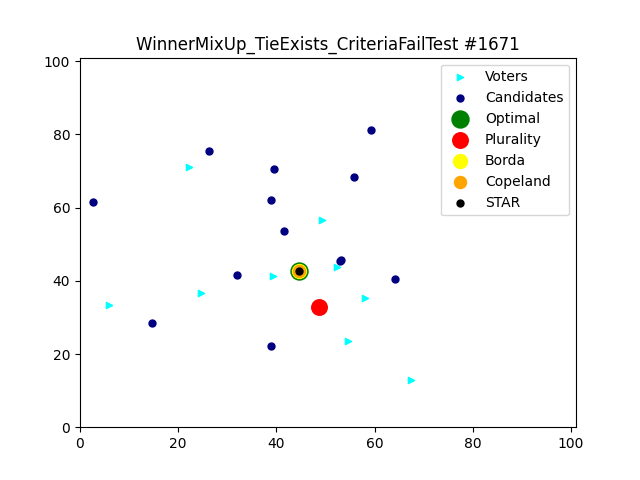 WinnerMixUp_TieExists_CriteriaFailTest #1671
100
80
60
40
20
0
0
20
40
60
80
100
Voters
Candidates
Optimal
Plurality
Borda
Copeland
STAR